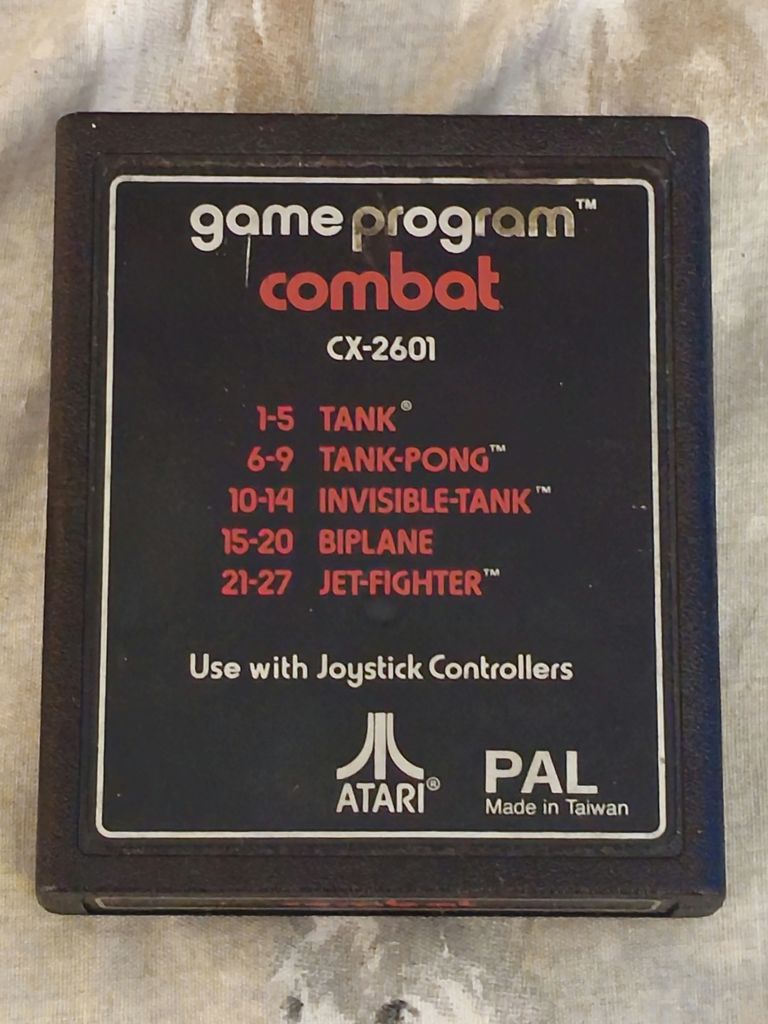 game program™
combat
CX-2601
1-5 TANK®
6-9 TANK-PONG™
10-14 INVISIBLE-TANK™
15-20 BIPLANE
21-27 JET-FIGHTER™
Use with Joystick Controllers
ATARI®
PAL
Made in Taiwan
combat